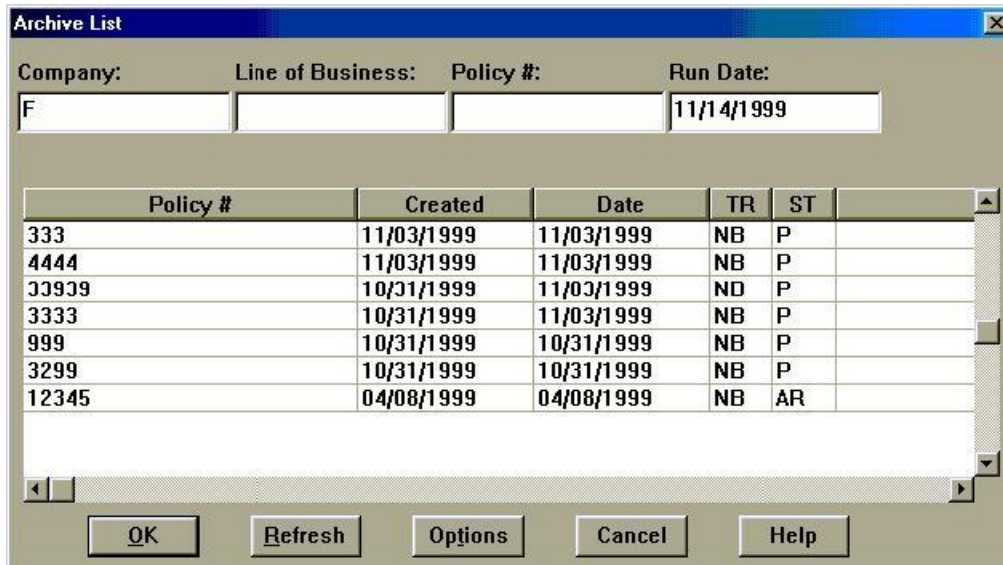 Archive List
Company: Line of Business: Policy #: Run Date:
F 11/14/1999
Policy # Created Date TR ST
333 11/03/1999 11/03/1999 NB P
4444 11/03/1999 11/03/1999 NB P
33939 10/31/1999 11/03/1999 NB P
3333 10/31/1999 11/03/1999 NB P
999 10/31/1999 10/31/1999 NB P
3299 10/31/1999 10/31/1999 NB P
12345 04/08/1999 04/08/1999 NB AR
OK Refresh Options Cancel Help